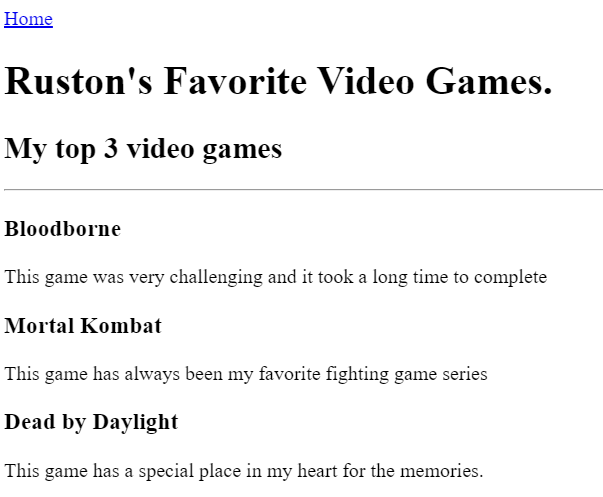 Home
Ruston's Favorite Video Games.
My top 3 video games
Bloodborne
This game was very challenging and it took a long time to complete
Mortal Kombat
This game has always been my favorite fighting game series
Dead by Daylight
This game has a special place in my heart for the memories.